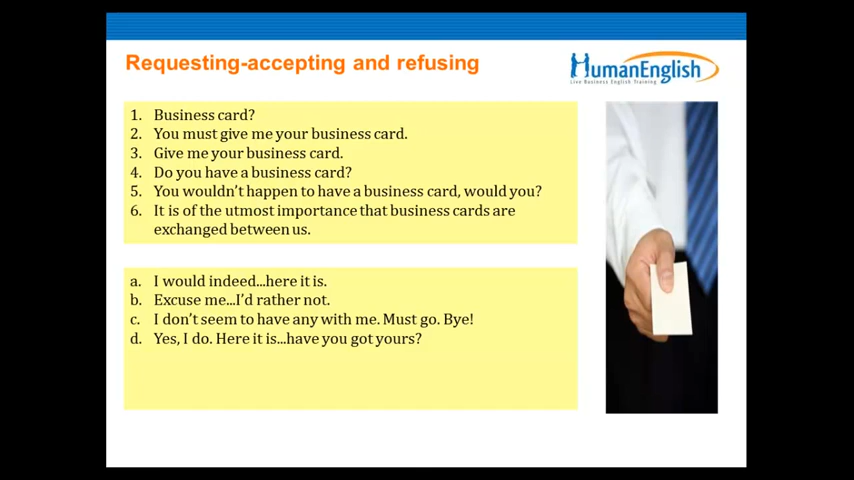 Requesting-accepting and refusing
HumanEnglish
Live Business English Training
1. Business card?
2. You must give me your business card.
3. Give me your business card.
4. Do you have a business card?
5. You wouldn't happen to have a business card, would you?
6. It is of the utmost importance that business cards are
exchanged between us.
a. I would indeed...here it is.
b. Excuse me...I'd rather not.
c. I don't seem to have any with me. Must go. Bye!
d. Yes, I do. Here it is...have you got yours?